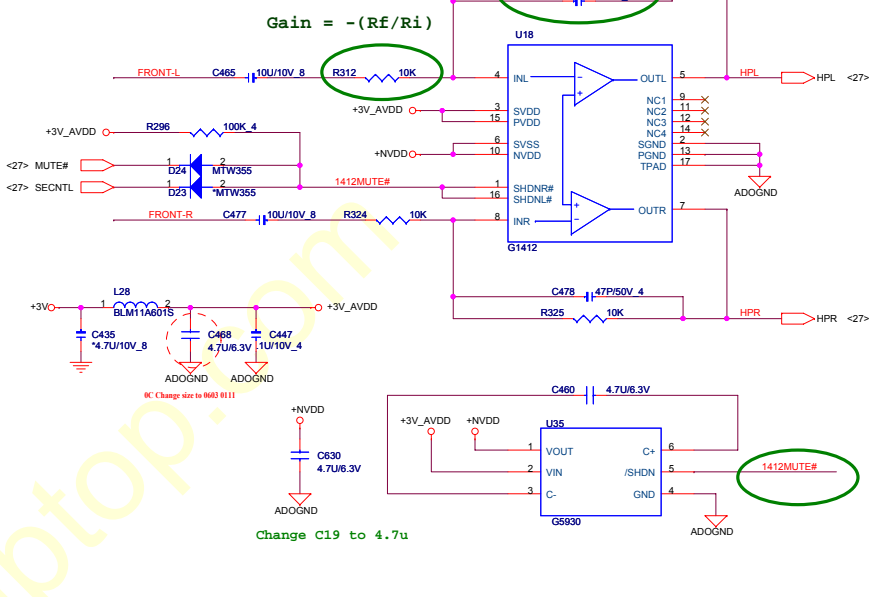 Gain = -(Rf/Ri)
U18
FRONT-L C465 10U/10V_8 R312 10K 4 INL OUTL 5 HPL HPL <27>
+3V_AVDD 3 SVDD NC1 9
15 PVDD NC2 11
NC3 12
NC4 14
+3V_AVDD R296 100K_4
+NVDD 6 SVSS SGND 2
10 NVDD PGND 13
TPAD 17
<27> MUTE# 1 2
D24 MTW355
<27> SECNTL 1 2 1412MUTE# 1 SHDNR#
D23 *MTW355 16 SHDNL#
ADOGND
FRONT-R C477 10U/10V_8 R324 10K 8 INR OUTR 7
G1412
C478 47P/50V_4
R325 10K HPR HPR <27>
L28
+3V 1 2 +3V_AVDD
BLM11A601S
C435 C468 C447
*4.7U/10V_8 4.7U/6.3V .1U/10V_4
ADOGND ADOGND
0C Change size to 0603 0111
C460 4.7U/6.3V
+NVDD
+3V_AVDD +NVDD U35
1 VOUT C+ 6
C630
4.7U/6.3V
2 VIN /SHDN 5 1412MUTE#
3 C- GND 4
ADOGND
G5930
ADOGND
Change C19 to 4.7u
ptop.com